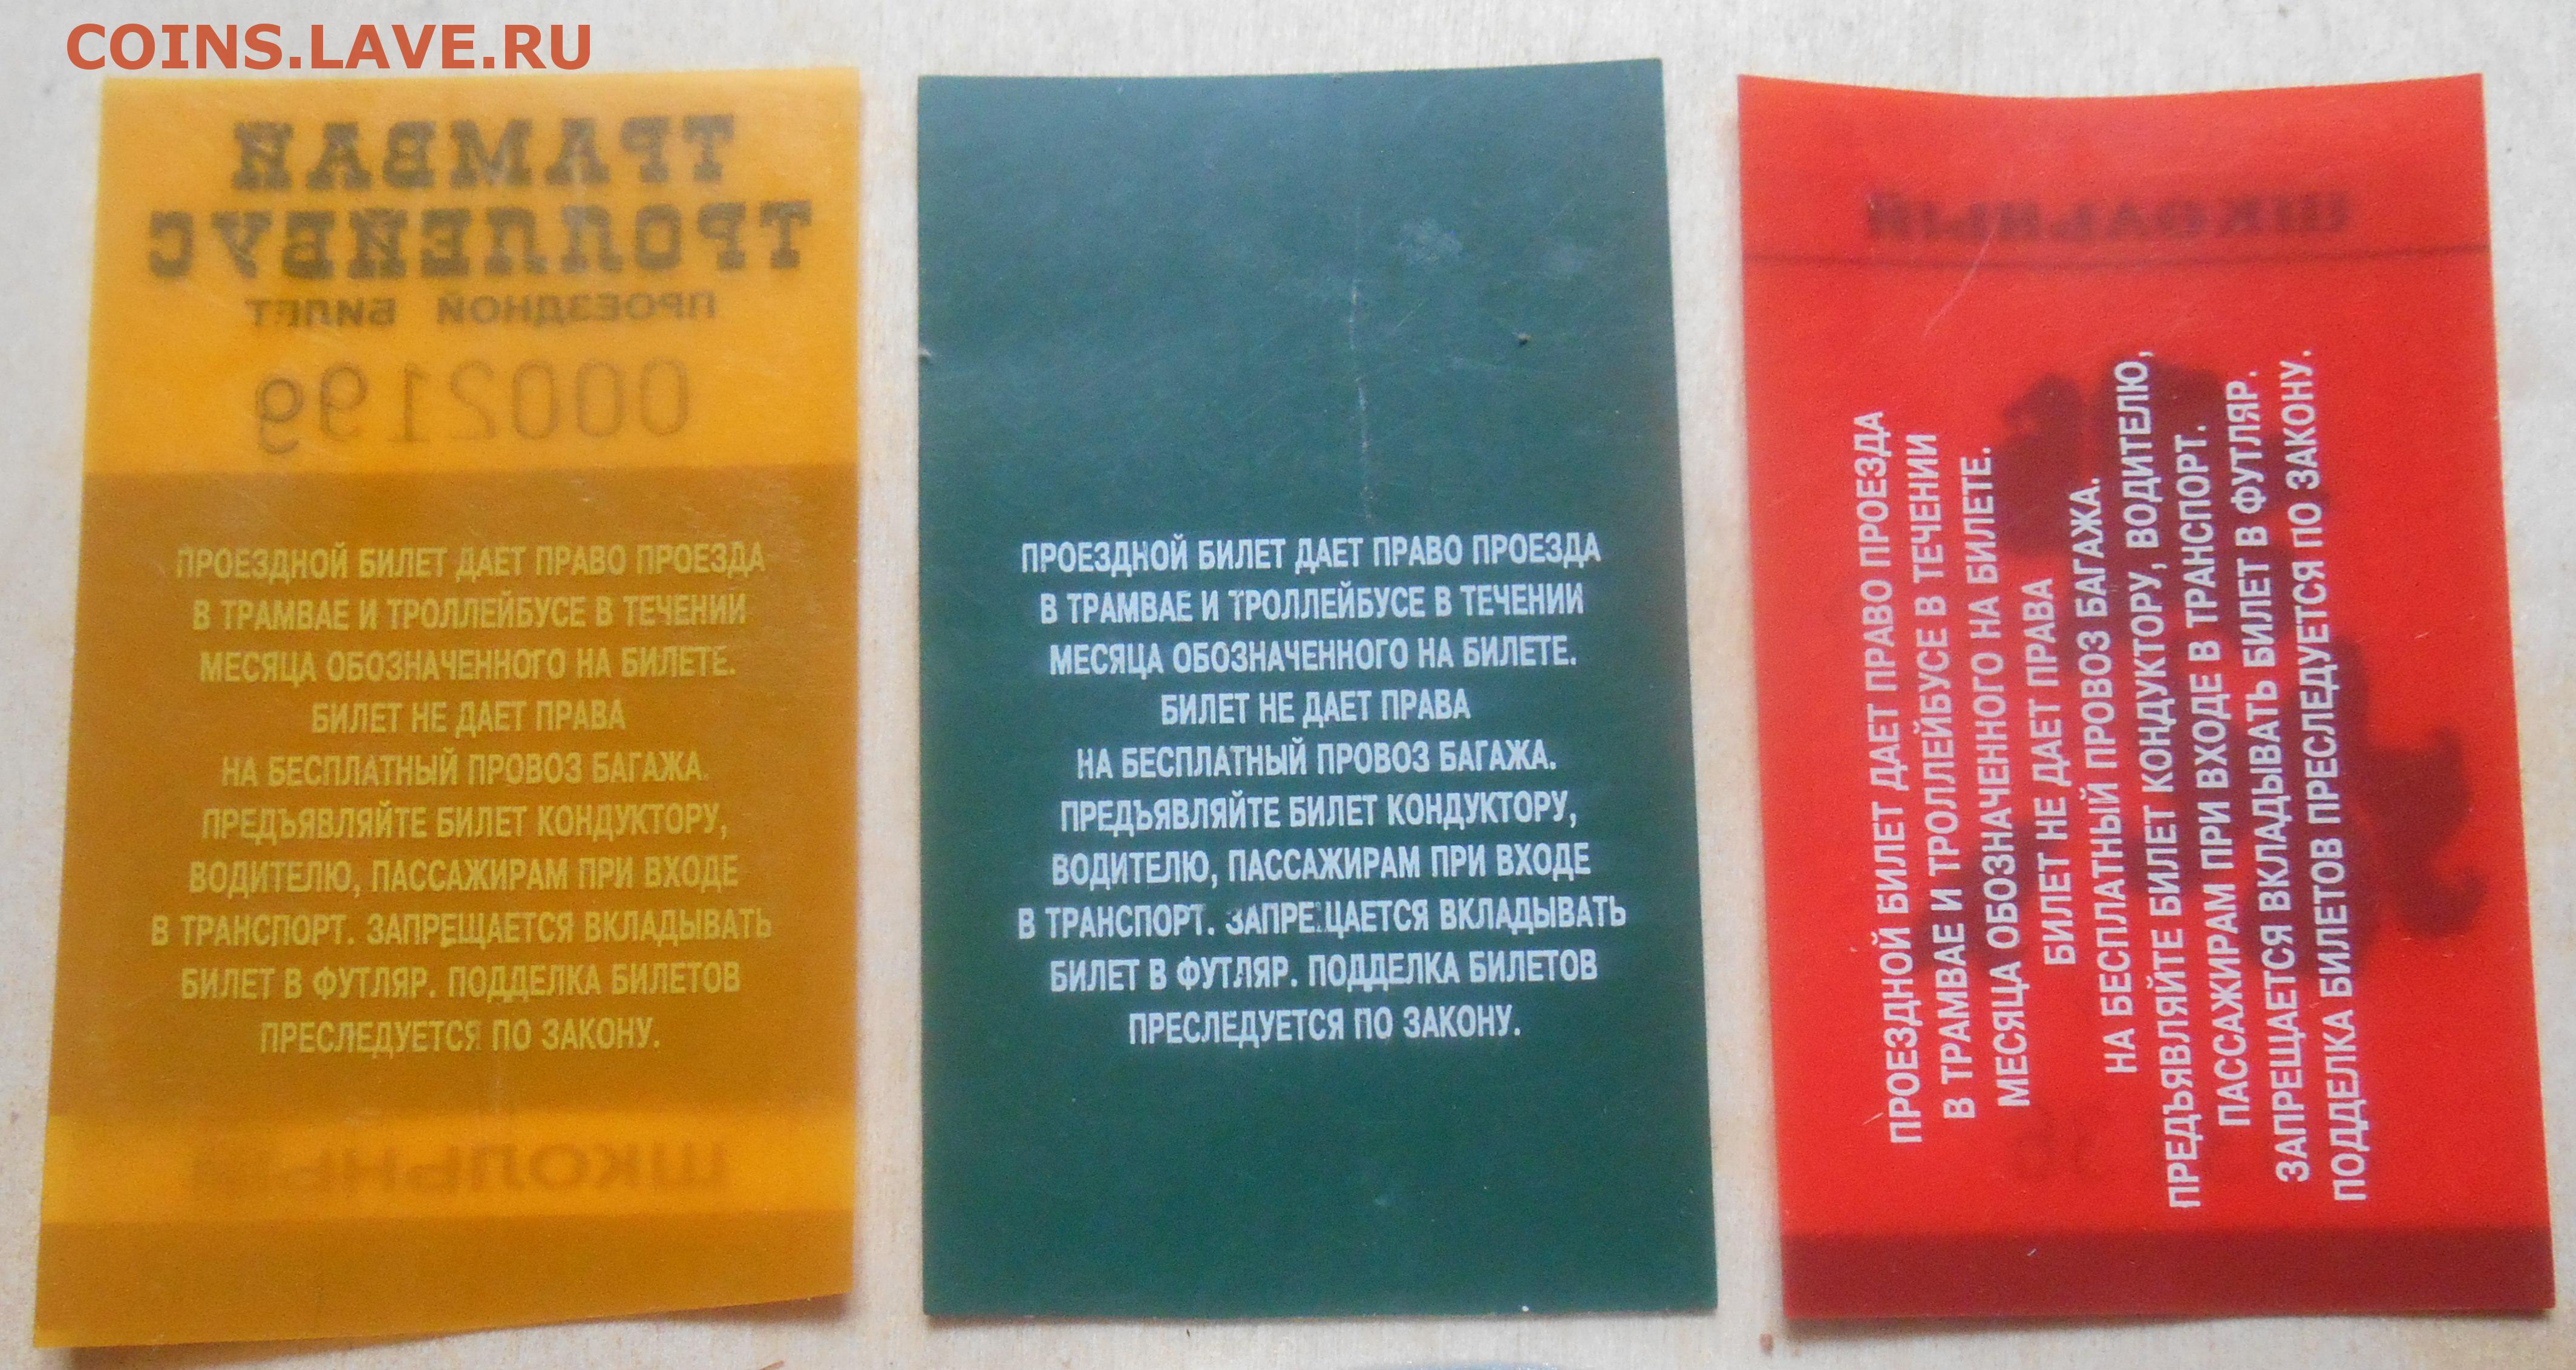 COINS.LAVE.RU
ТРАМВАЙ
ТРОЛЛЕЙБУС
ПРОЕЗДНОЙ БИЛЕТ
0002199
ПРОЕЗДНОЙ БИЛЕТ ДАЕТ ПРАВО ПРОЕЗДА
В ТРАМВАЕ И ТРОЛЛЕЙБУСЕ В ТЕЧЕНИИ
МЕСЯЦА ОБОЗНАЧЕННОГО НА БИЛЕТЕ.
БИЛЕТ НЕ ДАЕТ ПРАВА
НА БЕСПЛАТНЫЙ ПРОВОЗ БАГАЖА.
ПРЕДЪЯВЛЯЙТЕ БИЛЕТ КОНДУКТОРУ,
ВОДИТЕЛЮ, ПАССАЖИРАМ ПРИ ВХОДЕ
В ТРАНСПОРТ. ЗАПРЕЩАЕТСЯ ВКЛАДЫВАТЬ
БИЛЕТ В ФУТЛЯР. ПОДДЕЛКА БИЛЕТОВ
ПРЕСЛЕДУЕТСЯ ПО ЗАКОНУ.
ШКОЛЬНЫЙ
ПРОЕЗДНОЙ БИЛЕТ ДАЕТ ПРАВО ПРОЕЗДА
В ТРАМВАЕ И ТРОЛЛЕЙБУСЕ В ТЕЧЕНИИ
МЕСЯЦА ОБОЗНАЧЕННОГО НА БИЛЕТЕ.
БИЛЕТ НЕ ДАЕТ ПРАВА
НА БЕСПЛАТНЫЙ ПРОВОЗ БАГАЖА.
ПРЕДЪЯВЛЯЙТЕ БИЛЕТ КОНДУКТОРУ,
ВОДИТЕЛЮ, ПАССАЖИРАМ ПРИ ВХОДЕ
В ТРАНСПОРТ. ЗАПРЕЩАЕТСЯ ВКЛАДЫВАТЬ
БИЛЕТ В ФУТЛЯР. ПОДДЕЛКА БИЛЕТОВ
ПРЕСЛЕДУЕТСЯ ПО ЗАКОНУ.
ШКОЛЬНЫЙ
ПРОЕЗДНОЙ БИЛЕТ ДАЕТ ПРАВО ПРОЕЗДА
В ТРАМВАЕ И ТРОЛЛЕЙБУСЕ В ТЕЧЕНИИ
МЕСЯЦА ОБОЗНАЧЕННОГО НА БИЛЕТЕ.
БИЛЕТ НЕ ДАЕТ ПРАВА
НА БЕСПЛАТНЫЙ ПРОВОЗ БАГАЖА.
ПРЕДЪЯВЛЯЙТЕ БИЛЕТ КОНДУКТОРУ, ВОДИТЕЛЮ,
ПАССАЖИРАМ ПРИ ВХОДЕ В ТРАНСПОРТ.
ЗАПРЕЩАЕТСЯ ВКЛАДЫВАТЬ БИЛЕТ В ФУТЛЯР.
ПОДДЕЛКА БИЛЕТОВ ПРЕСЛЕДУЕТСЯ ПО ЗАКОНУ.